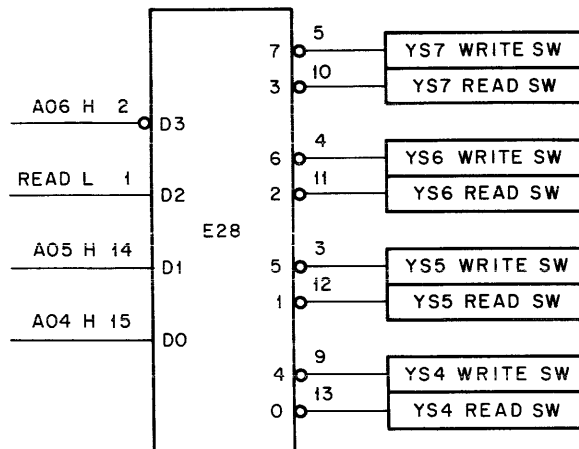 5
7 YS7 WRITE SW
10
3 YS7 READ SW
A06 H 2
D3
4
6 YS6 WRITE SW
READ L 1
D2
11
2 YS6 READ SW
E28
A05 H 14
D1
3
5 YS5 WRITE SW
12
1 YS5 READ SW
A04 H 15
D0
9
4 YS4 WRITE SW
13
0 YS4 READ SW